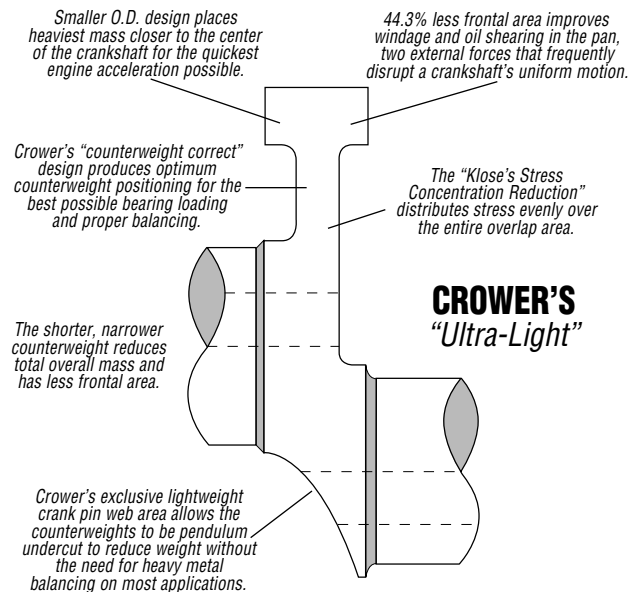 Smaller O.D. design places
heaviest mass closer to the center
of the crankshaft for the quickest
engine acceleration possible.
44.3% less frontal area improves
windage and oil shearing in the pan,
two external forces that frequently
disrupt a crankshaft's uniform motion.
Crower's “counterweight correct”
design produces optimum
counterweight positioning for the
best possible bearing loading
and proper balancing.
The “Klose's Stress
Concentration Reduction”
distributes stress evenly over
the entire overlap area.
CROWER'S
“Ultra-Light”
The shorter, narrower
counterweight reduces
total overall mass and
has less frontal area.
Crower's exclusive lightweight
crank pin web area allows the
counterweights to be pendulum
undercut to reduce weight without
the need for heavy metal
balancing on most applications.